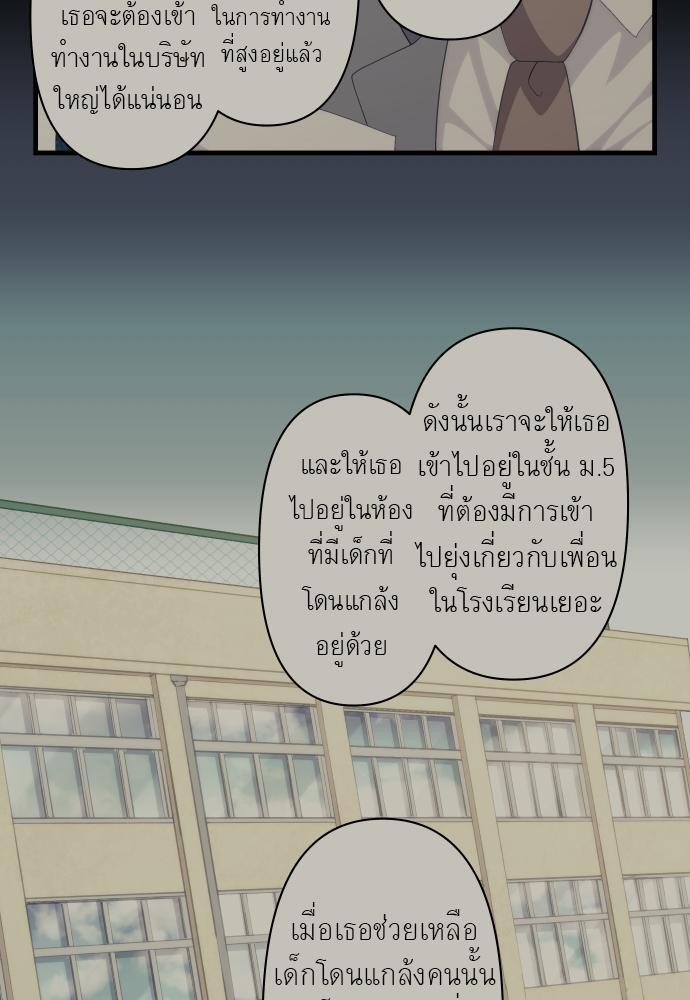 ในการทำงาน
ที่สูงอยู่แล้ว
เธอจะต้องเข้า
ทำงานในบริษัท
ใหญ่ได้แน่นอน
ดังนั้นเราจะให้เธอ
เข้าไปอยู่ในชั้น ม.5
ที่ต้องมีการเข้า
ไปยุ่งเกี่ยวกับเพื่อน
ในโรงเรียนเยอะ
และให้เธอ
ไปอยู่ในห้อง
ที่มีเด็กที่
โดนแกล้ง
อยู่ด้วย
เมื่อเธอช่วยเหลือ
เด็กโดนแกล้งคนนั้น